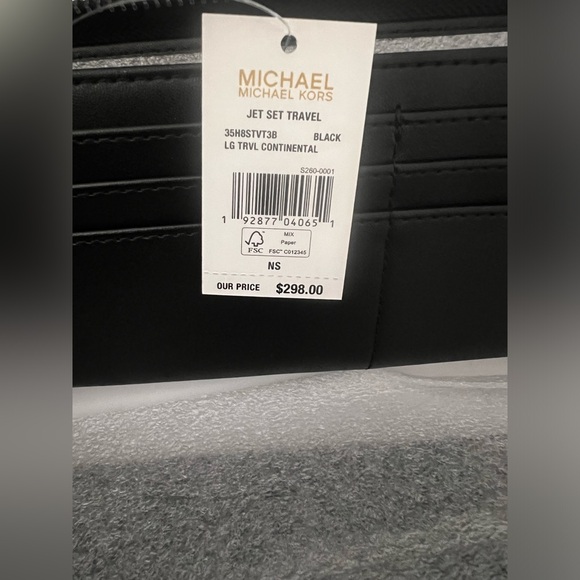 MICHAEL
MICHAEL KORS
JET SET TRAVEL
35H8STVT3B BLACK
LG TRVL CONTINENTAL
S260-0001
1 92877 04065 1
FSC
MIX
Paper
FSC™ C012345
NS
OUR PRICE $298.00